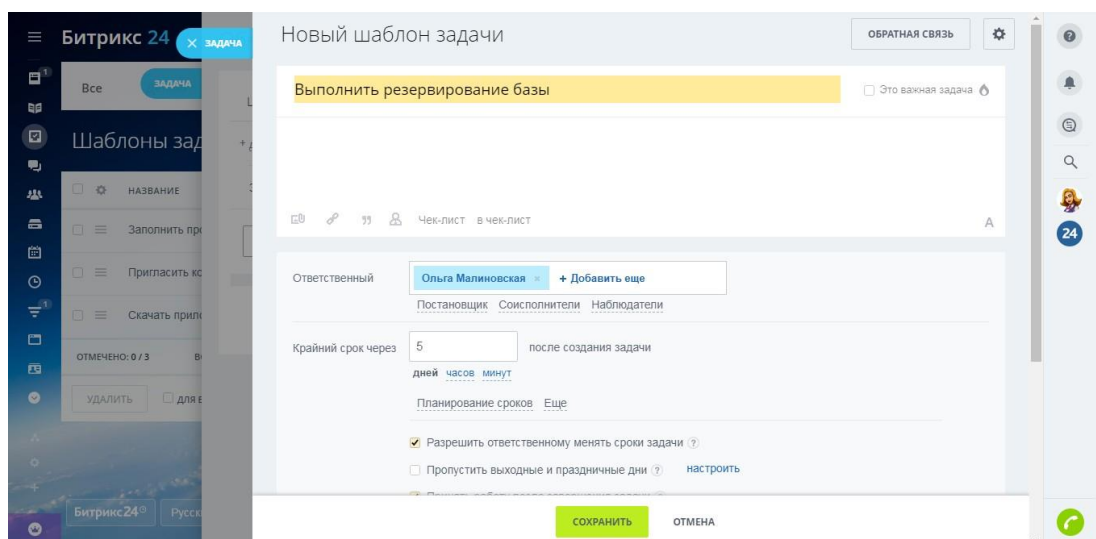 Битрикс 24
ЗАДАЧА
Новый шаблон задачи
ОБРАТНАЯ СВЯЗЬ
1
Все
ЗАДАЧА
Выполнить резервирование базы
Это важная задача
Шаблоны зад
НАЗВАНИЕ
Заполнить
Чек-лист в чек-лист
A
24
Пригласить
Ответственный
Ольга Малиновская × + Добавить еще
Постановщик Соисполнители Наблюдатели
Скачать
1
Крайний срок через 5 после создания задачи
ОТМЕЧЕНО: 0 / 3
дней часов минут
УДАЛИТЬ
для
Планирование сроков Еще
Разрешить ответственному менять сроки задачи ?
Пропустить выходные и праздничные дни ? настроить
Битрикс24
Русск
СОХРАНИТЬ ОТМЕНА